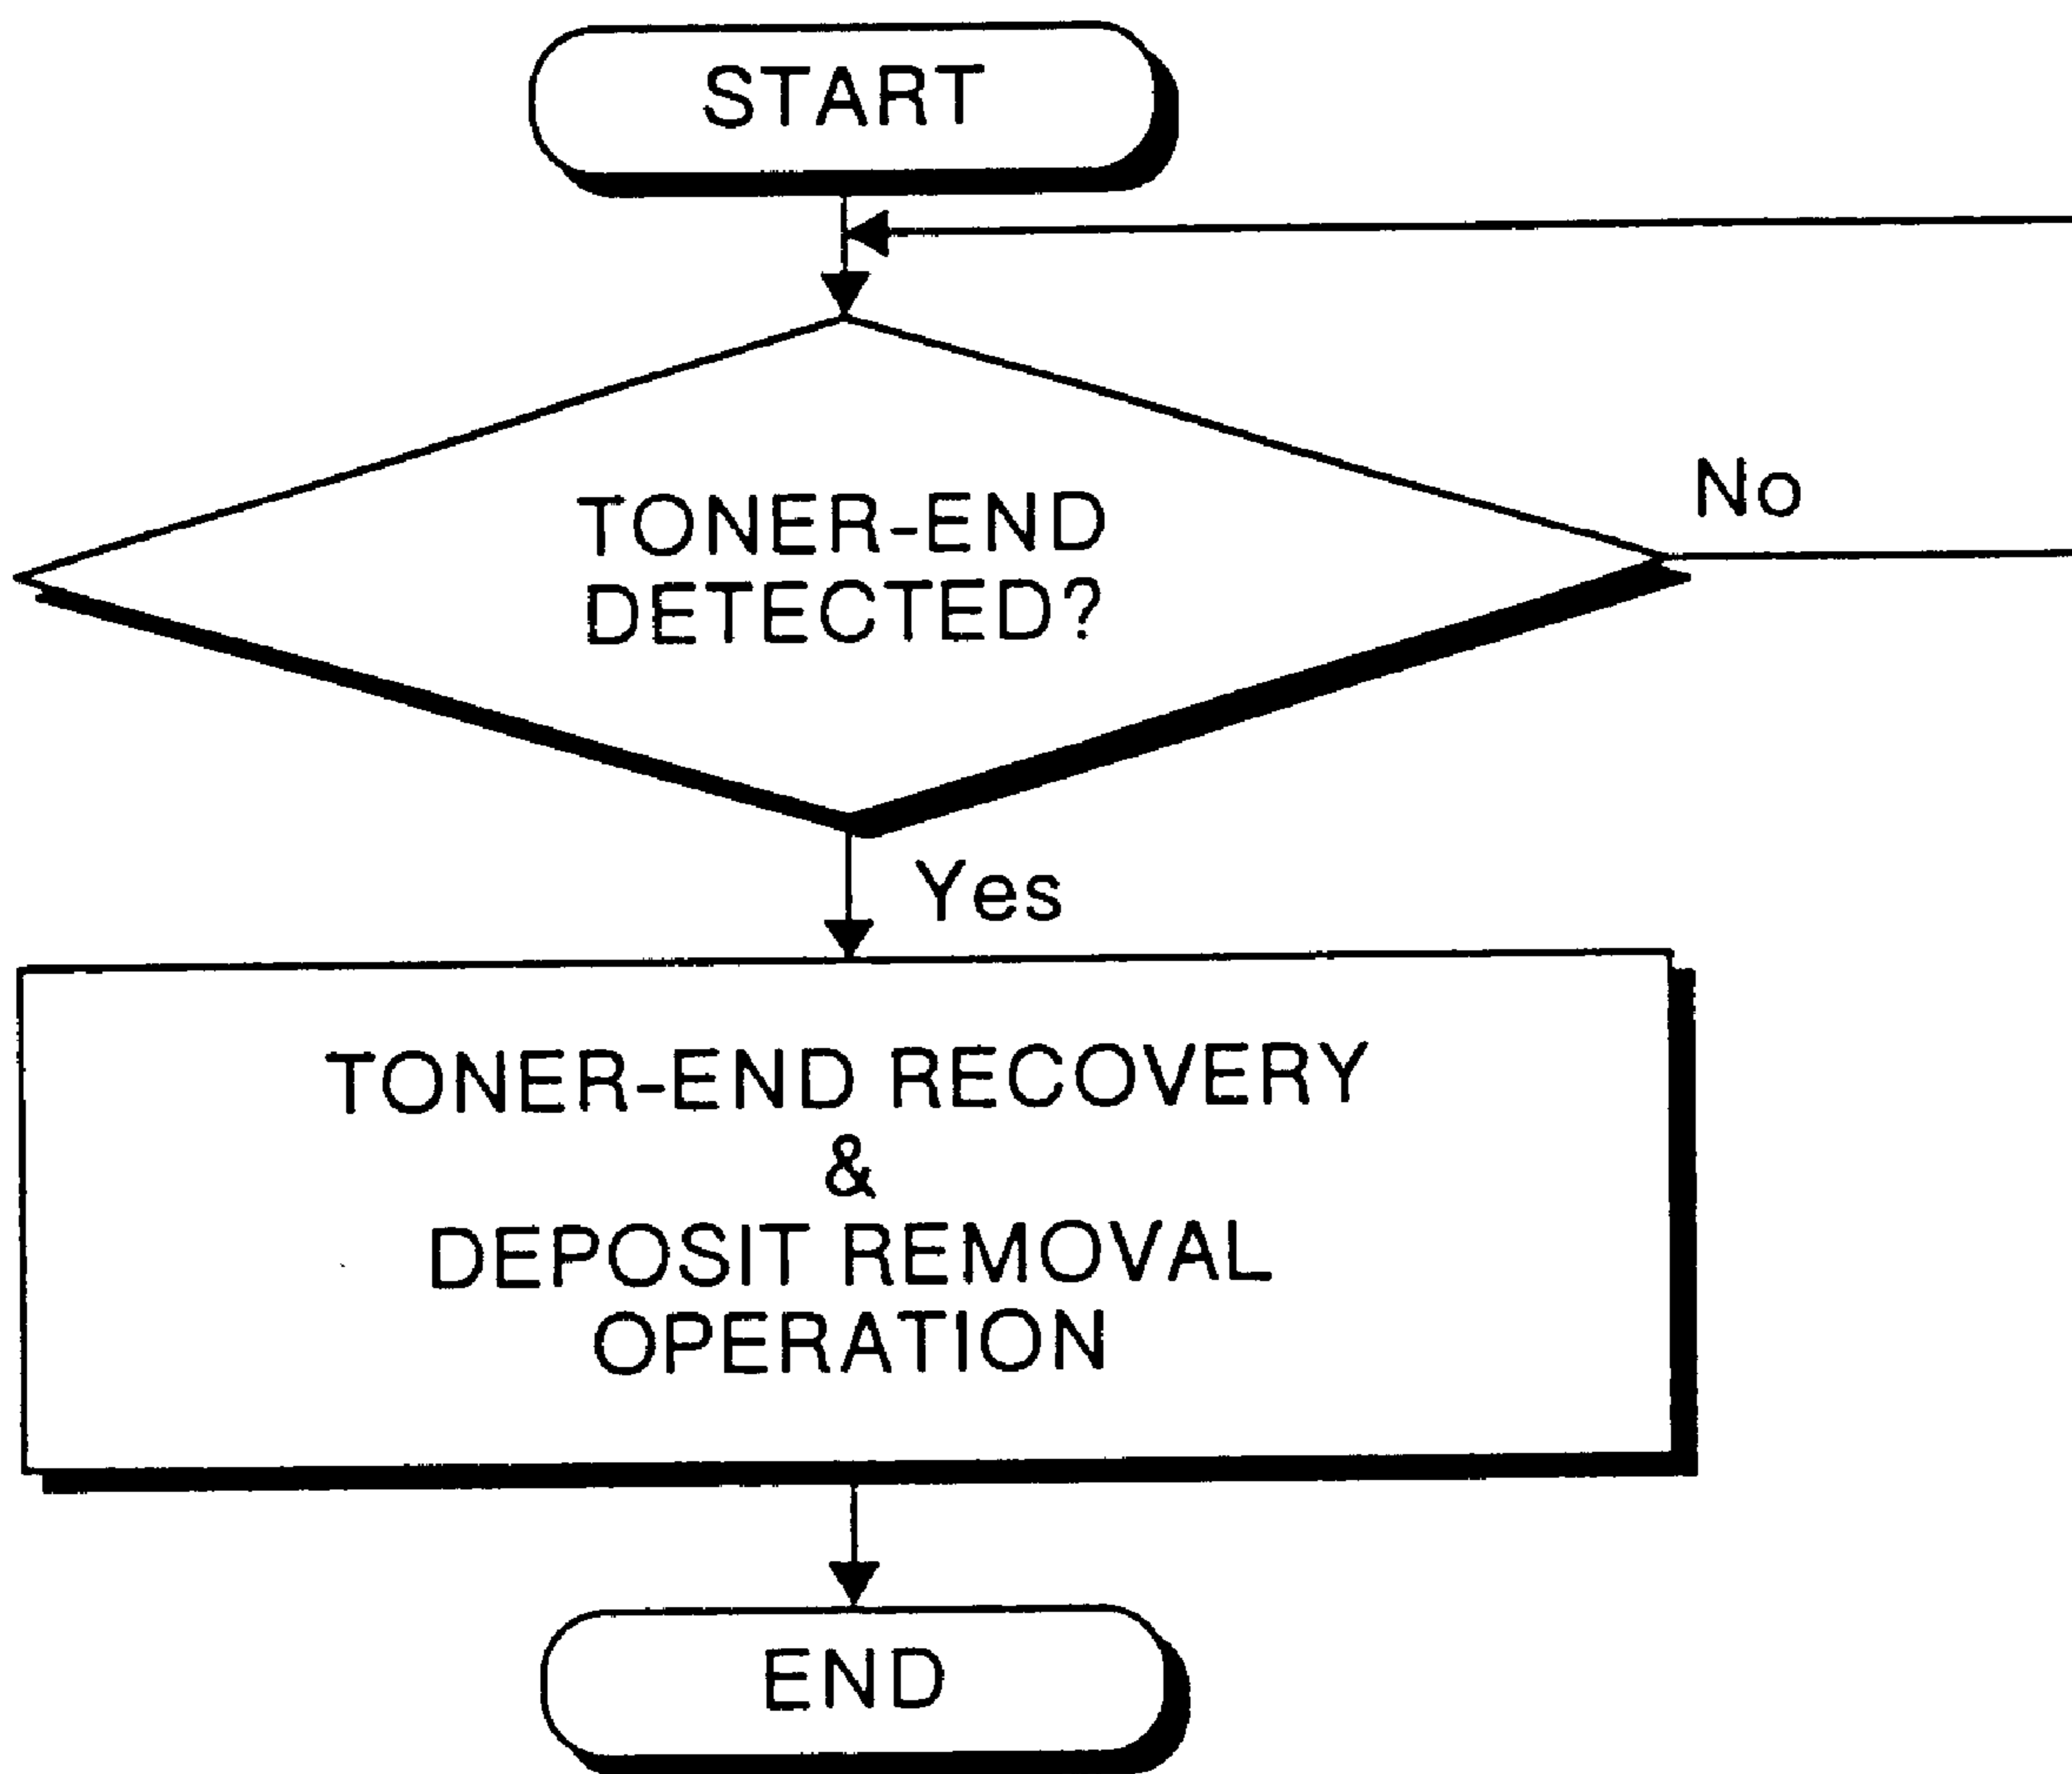 START
No
TONER-END
DETECTED?
Yes
TONER-END RECOVERY
&
DEPOSIT REMOVAL
OPERATION
END